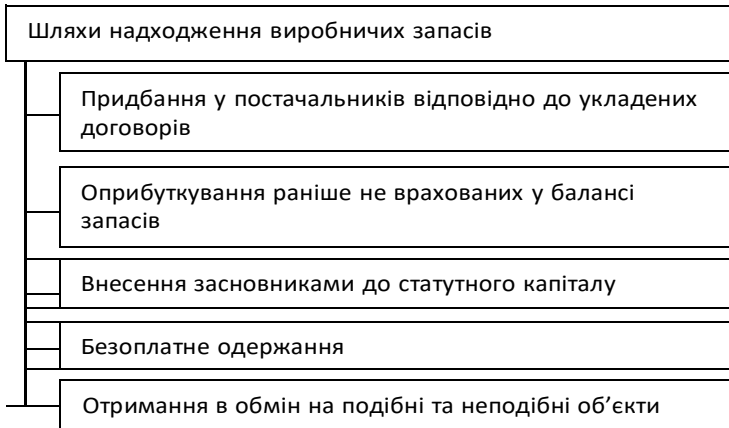 Шляхи надходження виробничих запасів
Придбання у постачальників відповідно до укладених
договорів
Оприбуткування раніше не врахованих у балансі
запасів
Внесення засновниками до статутного капіталу
Безоплатне одержання
Отримання в обмін на подібні та неподібні об’єкти